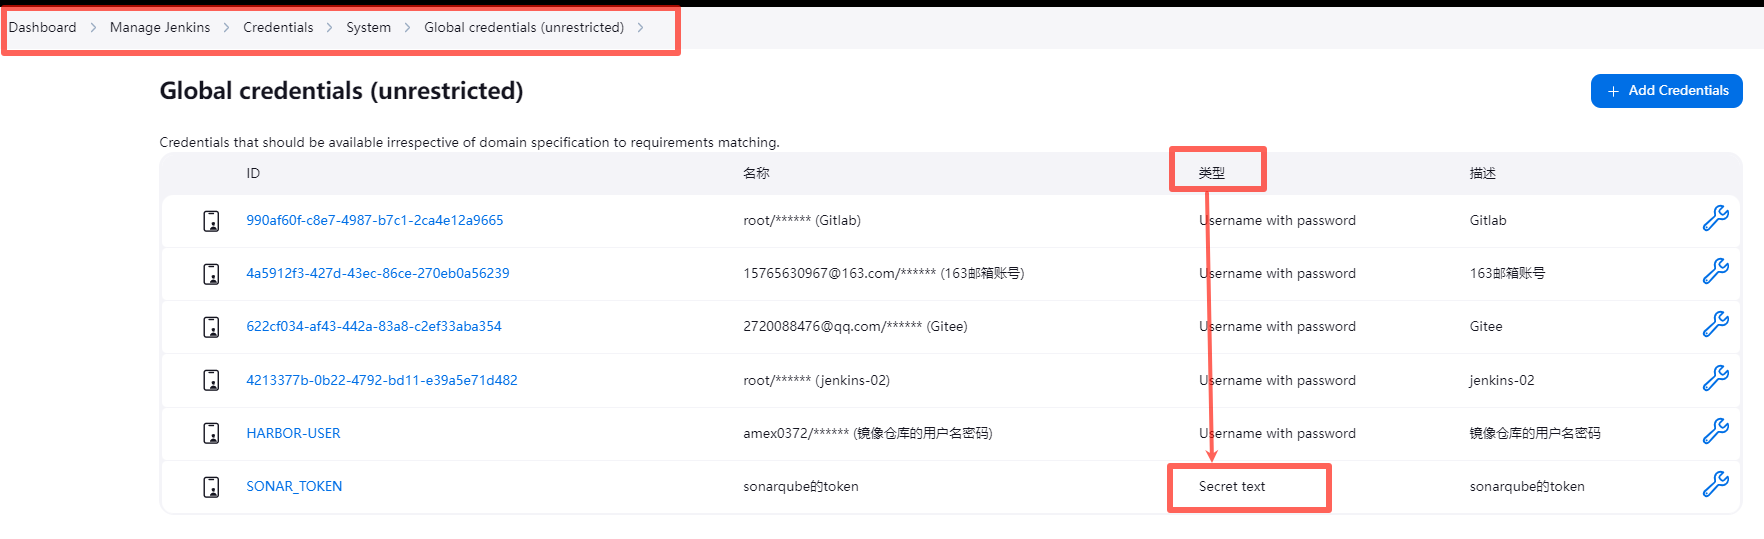 Dashboard > Manage Jenkins > Credentials > System > Global credentials (unrestricted) >
Global credentials (unrestricted)
+ Add Credentials
Credentials that should be available irrespective of domain specification to requirements matching.
ID 名称 类型 描述
990af60f-c8e7-4987-b7c1-2ca4e12a9665 root/****** (Gitlab) Username with password Gitlab
4a5912f3-427d-43ec-86ce-270eb0a56239 15765630967@163.com/****** (163邮箱账号) Username with password 163邮箱账号
622cf034-af43-442a-83a8-c2ef33aba354 2720088476@qq.com/****** (Gitee) Username with password Gitee
4213377b-0b22-4792-bd11-e39a5e71d482 root/****** (jenkins-02) Username with password jenkins-02
HARBOR-USER amex0372/****** (镜像仓库的用户名密码) Username with password 镜像仓库的用户名密码
SONAR_TOKEN sonarqube的token Secret text sonarqube的token